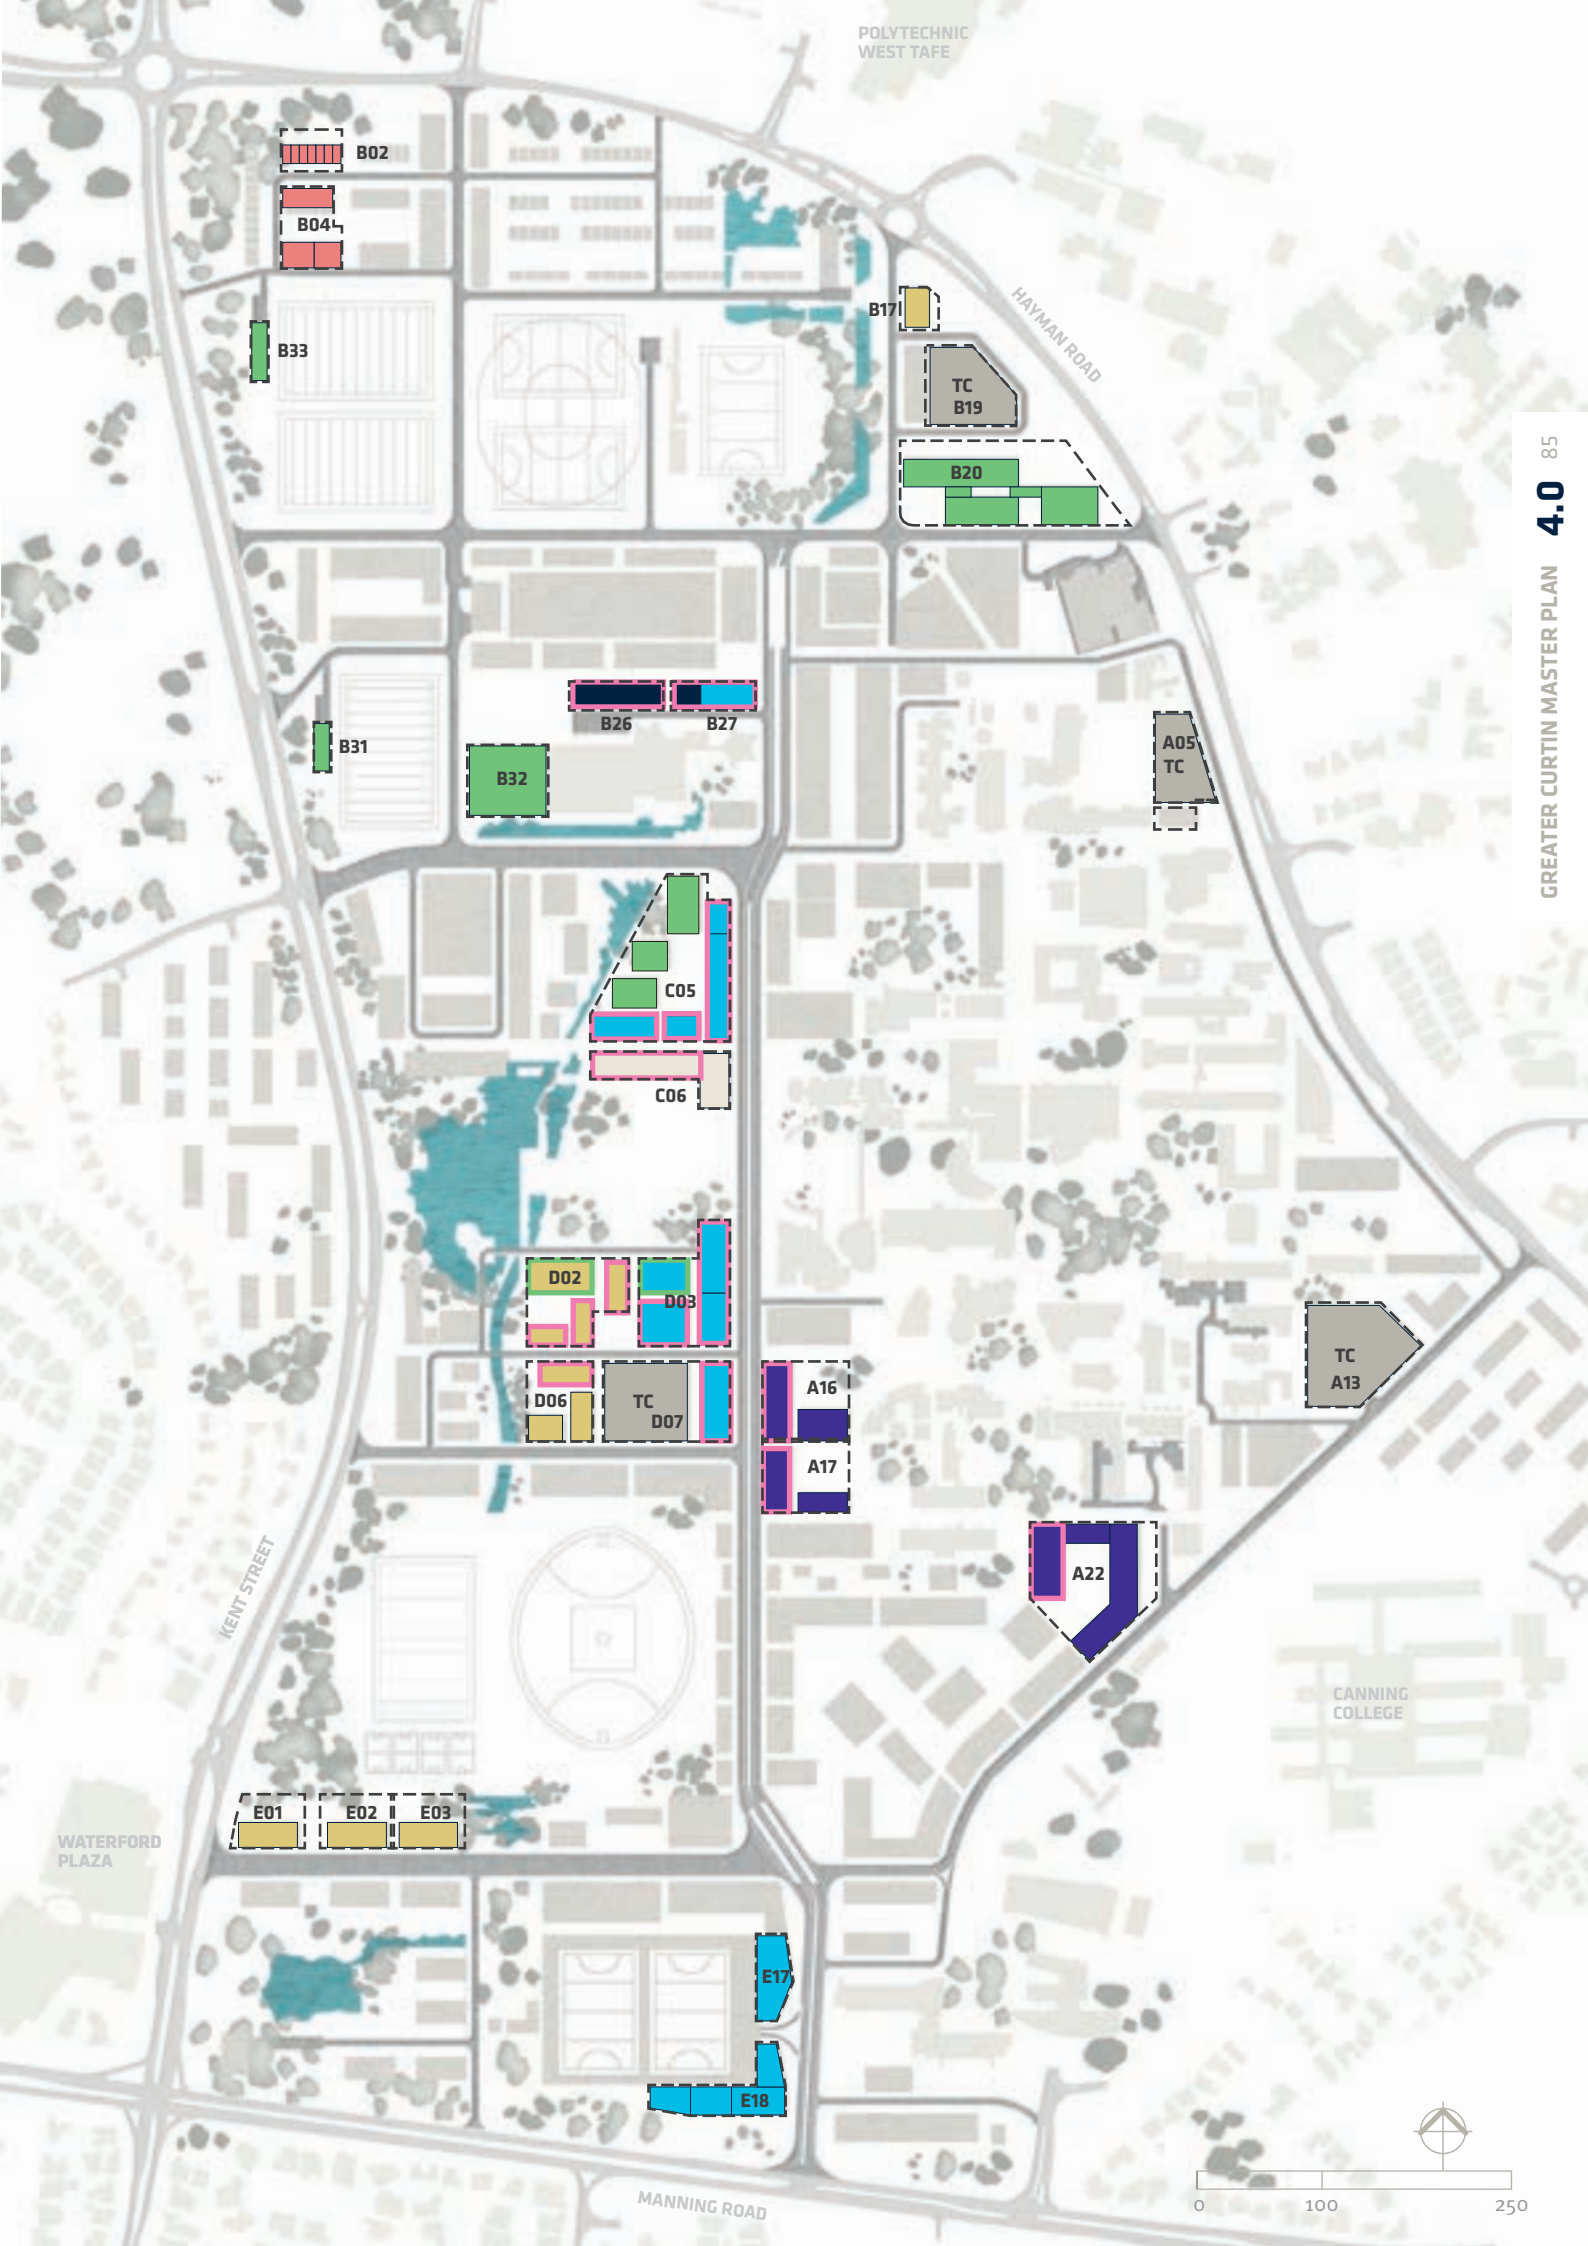 POLYTECHNIC
WEST TAFE
B02
B04
HAYMAN ROAD
B17
B33
TC
B19
B20
85
4.0
GREATER CURTIN MASTER PLAN
B26
B27
B31
B32
A05
TC
C05
C06
D02
D03
TC
A13
A16
D06
TC
D07
A17
A22
KENT STREET
CANNING
COLLEGE
E01
E02
E03
WATERFORD
PLAZA
E17
E18
MANNING ROAD
0
100
250